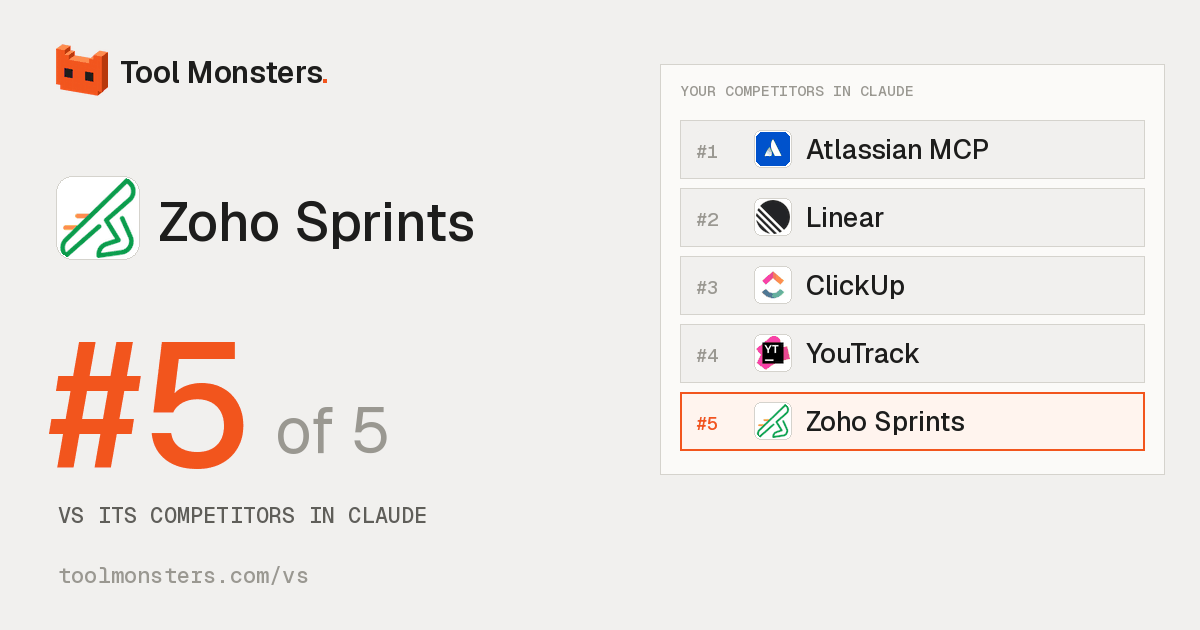 Tool Monsters.
Zoho Sprints
#5 of 5
VS ITS COMPETITORS IN CLAUDE
toolmonsters.com/vs
YOUR COMPETITORS IN CLAUDE
#1 Atlassian MCP
#2 Linear
#3 ClickUp
#4 YT YouTrack
#5 Zoho Sprints